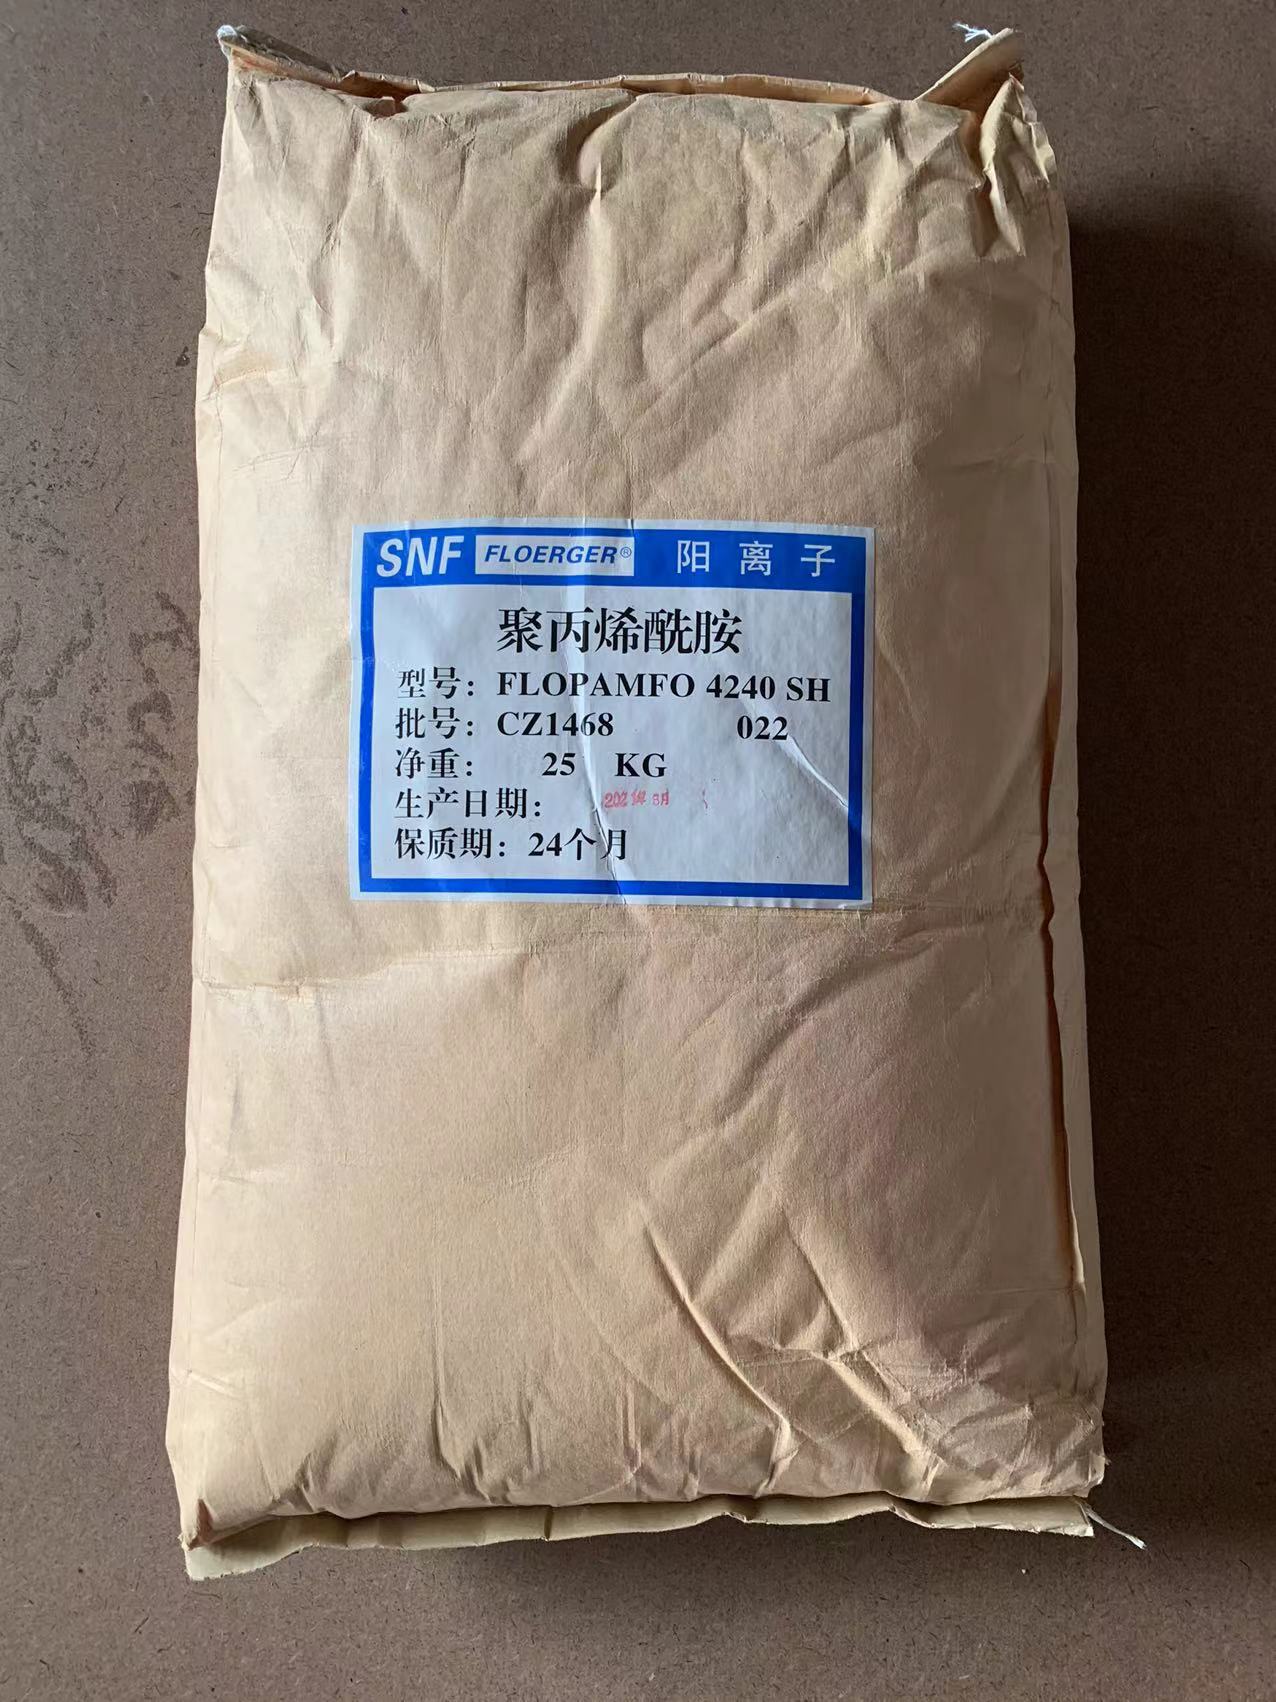 SNF FLOERGER® 阳离子
聚丙烯酰胺
型号：FLOPAMFO 4240 SH
批号：CZ1468 022
净重： 25 KG
生产日期：
保质期：24个月